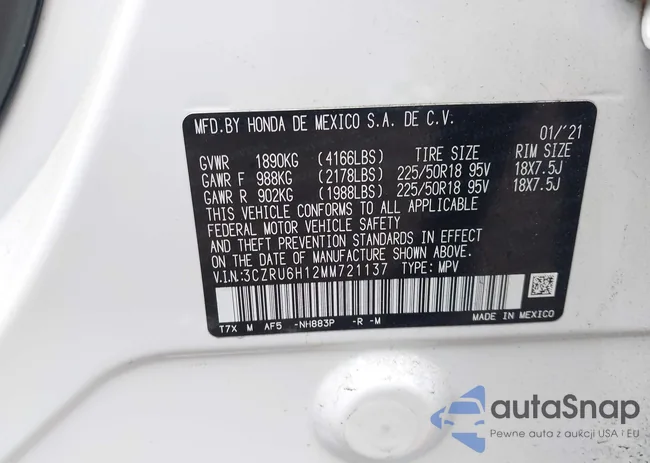 MFD.BY HONDA DE MEXICO S.A. DE C.V. 01/'21
GVWR 1890KG (4166LBS) TIRE SIZE RIM SIZE
GAWR F 988KG (2178LBS) 225/50R18 95V 18X7.5J
GAWR R 902KG (1988LBS) 225/50R18 95V 18X7.5J
THIS VEHICLE CONFORMS TO ALL APPLICABLE
FEDERAL MOTOR VEHICLE SAFETY
AND THEFT PREVENTION STANDARDS IN EFFECT
ON THE DATE OF MANUFACTURE SHOWN ABOVE.
V.I.N.:3CZRU6H12MM721137 TYPE: MPV
T7X M AF5 -NH883P -R -M MADE IN MEXICO
autaSnap
Pewne auta z aukcji USA i EU